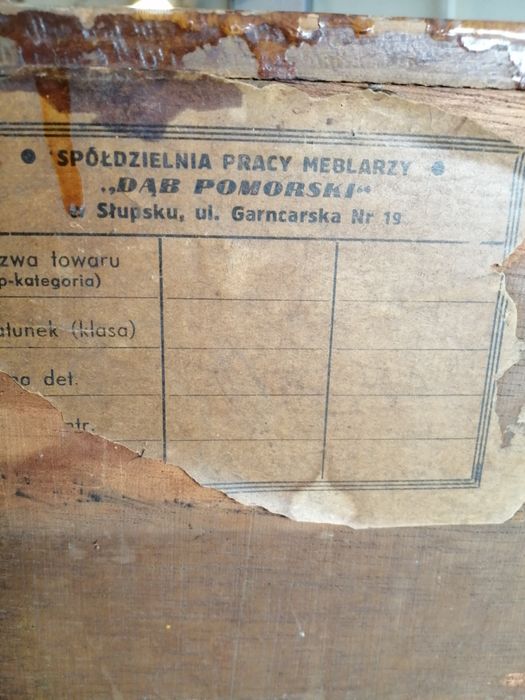 • SPÓŁDZIELNIA PRACY MEBLARZY •
„DĄB POMORSKI“
w Słupsku, ul. Garncarska Nr 19
zwa towaru
p-kategoria)
atunek (klasa)
det.